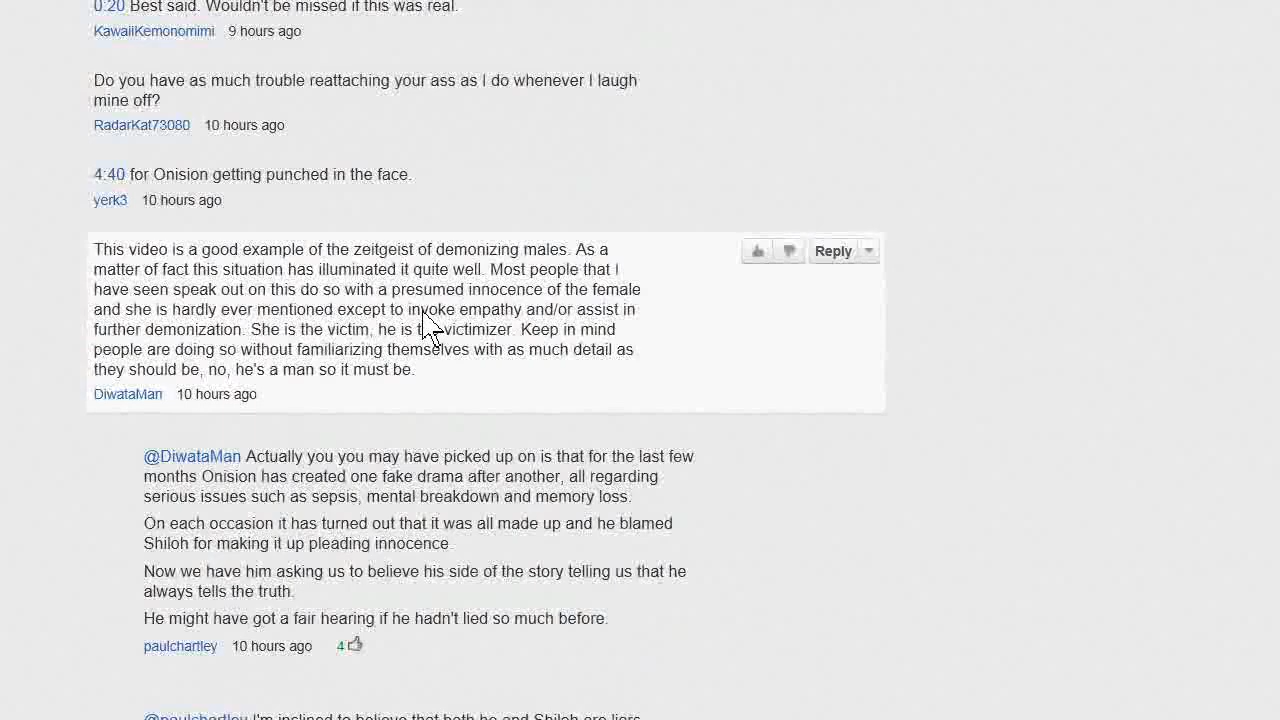 0:20 Best said. Wouldn't be missed if this was real.
KawaiiKemonomimi 9 hours ago
Do you have as much trouble reattaching your ass as I do whenever I laugh
mine off?
RadarKat73080 10 hours ago
4:40 for Onision getting punched in the face.
yerk3 10 hours ago
This video is a good example of the zeitgeist of demonizing males. As a
matter of fact this situation has illuminated it quite well. Most people that I
have seen speak out on this do so with a presumed innocence of the female
and she is hardly ever mentioned except to invoke empathy and/or assist in
further demonization. She is the victim, he is victimizer. Keep in mind
people are doing so without familiarizing themselves with as much detail as
they should be, no, he's a man so it must be.
Reply
DiwataMan 10 hours ago
@DiwataMan Actually you you may have picked up on is that for the last few
months Onision has created one fake drama after another, all regarding
serious issues such as sepsis, mental breakdown and memory loss.
On each occasion it has turned out that it was all made up and he blamed
Shiloh for making it up pleading innocence.
Now we have him asking us to believe his side of the story telling us that he
always tells the truth.
He might have got a fair hearing if he hadn't lied so much before.
paulchartley 10 hours ago 4
@paulchartley I'm inclined to believe that both he and Shiloh are liars